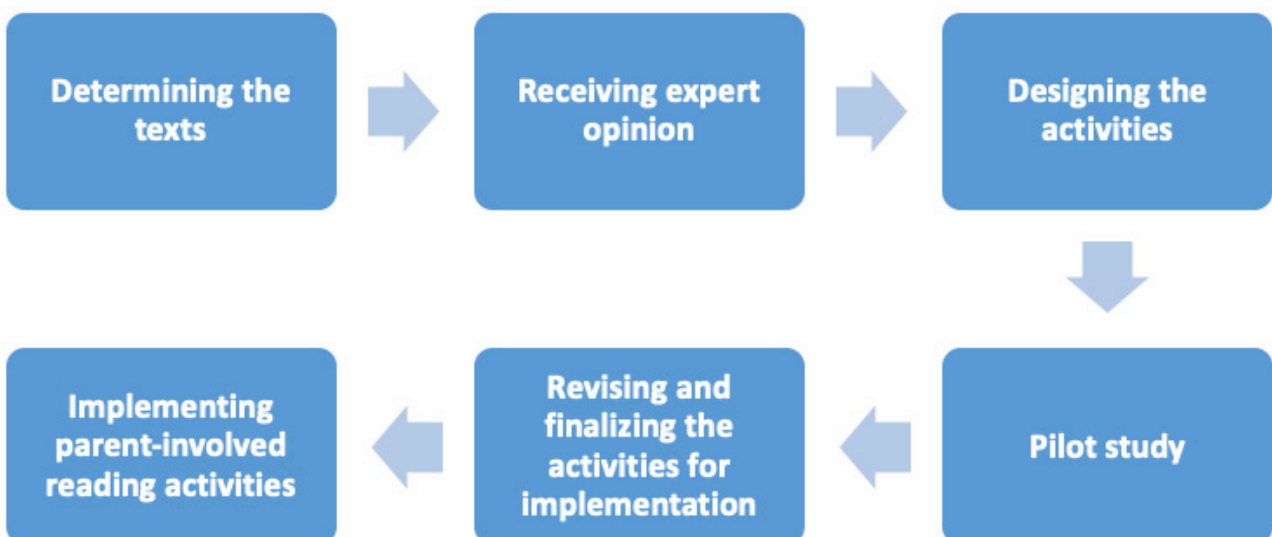 Determining the
texts
Receiving expert
opinion
Designing the
activities
Pilot study
Revising and
finalizing the
activities for
implementation
Implementing
parent-involved
reading activities